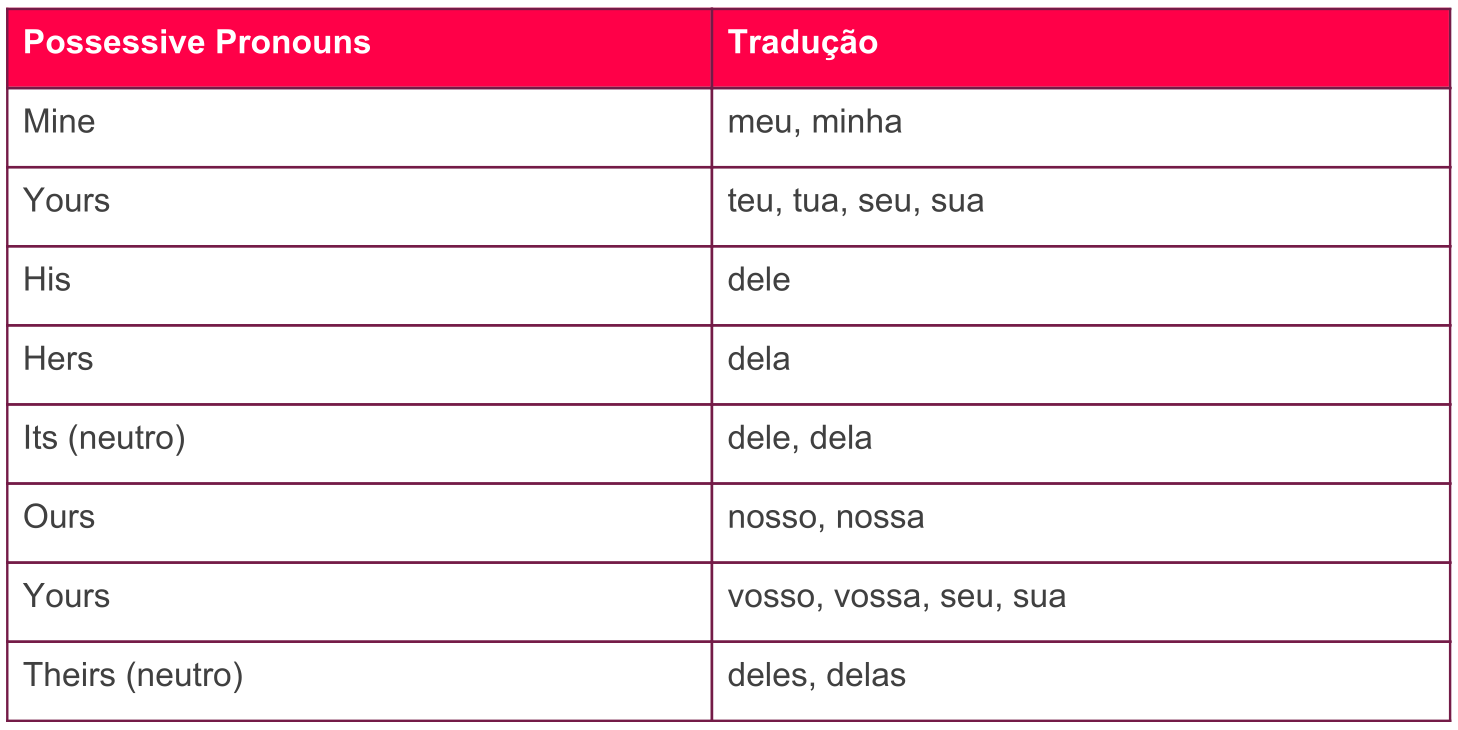 Possessive Pronouns Tradução
Mine meu, minha
Yours teu, tua, seu, sua
His dele
Hers dela
Its (neutro) dele, dela
Ours nosso, nossa
Yours vosso, vossa, seu, sua
Theirs (neutro) deles, delas